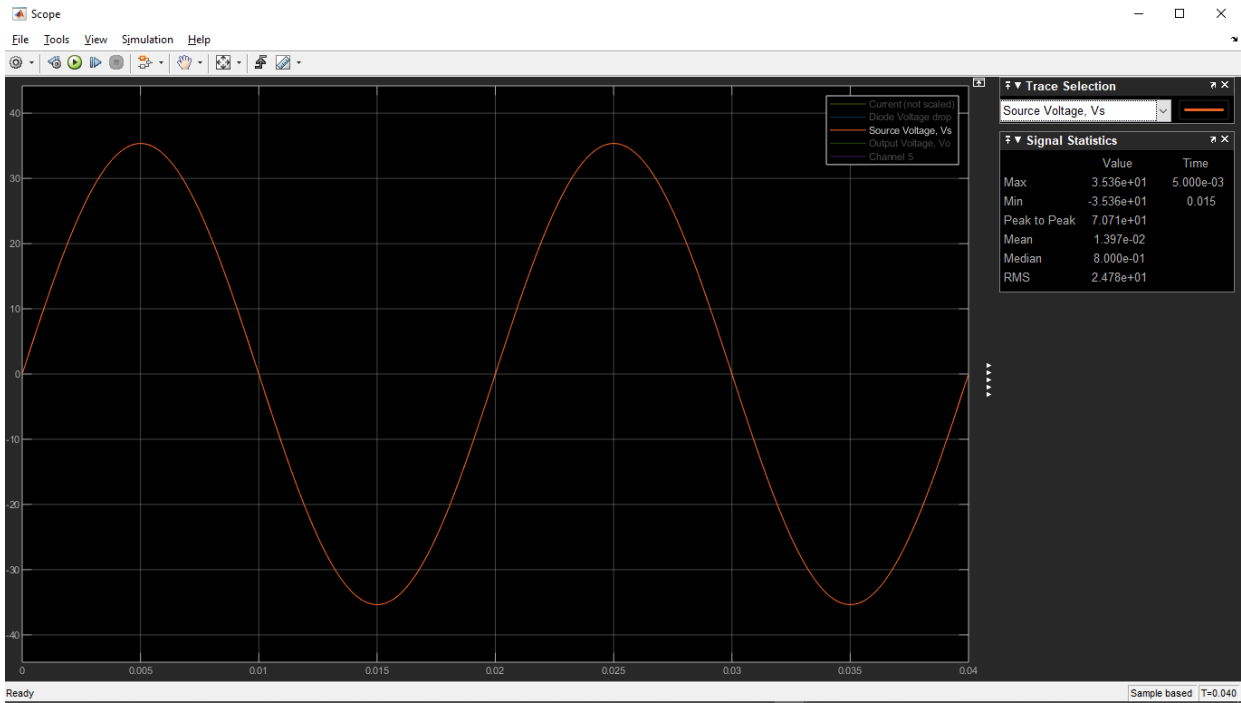 Scope
File Tools View Simulation Help
Current (not scaled)
Diode Voltage drop
Source Voltage, Vs
Output Voltage, Vo
Channel 5
40
30
20
10
0
-10
-20
-30
-40
0 0.005 0.01 0.015 0.02 0.025 0.03 0.035 0.04
Trace Selection
Source Voltage, Vs
Signal Statistics
Value Time
Max 3.536e+01 5.000e-03
Min -3.536e+01 0.015
Peak to Peak 7.071e+01
Mean 1.397e-02
Median 8.000e-01
RMS 2.478e+01
Ready Sample based T=0.040